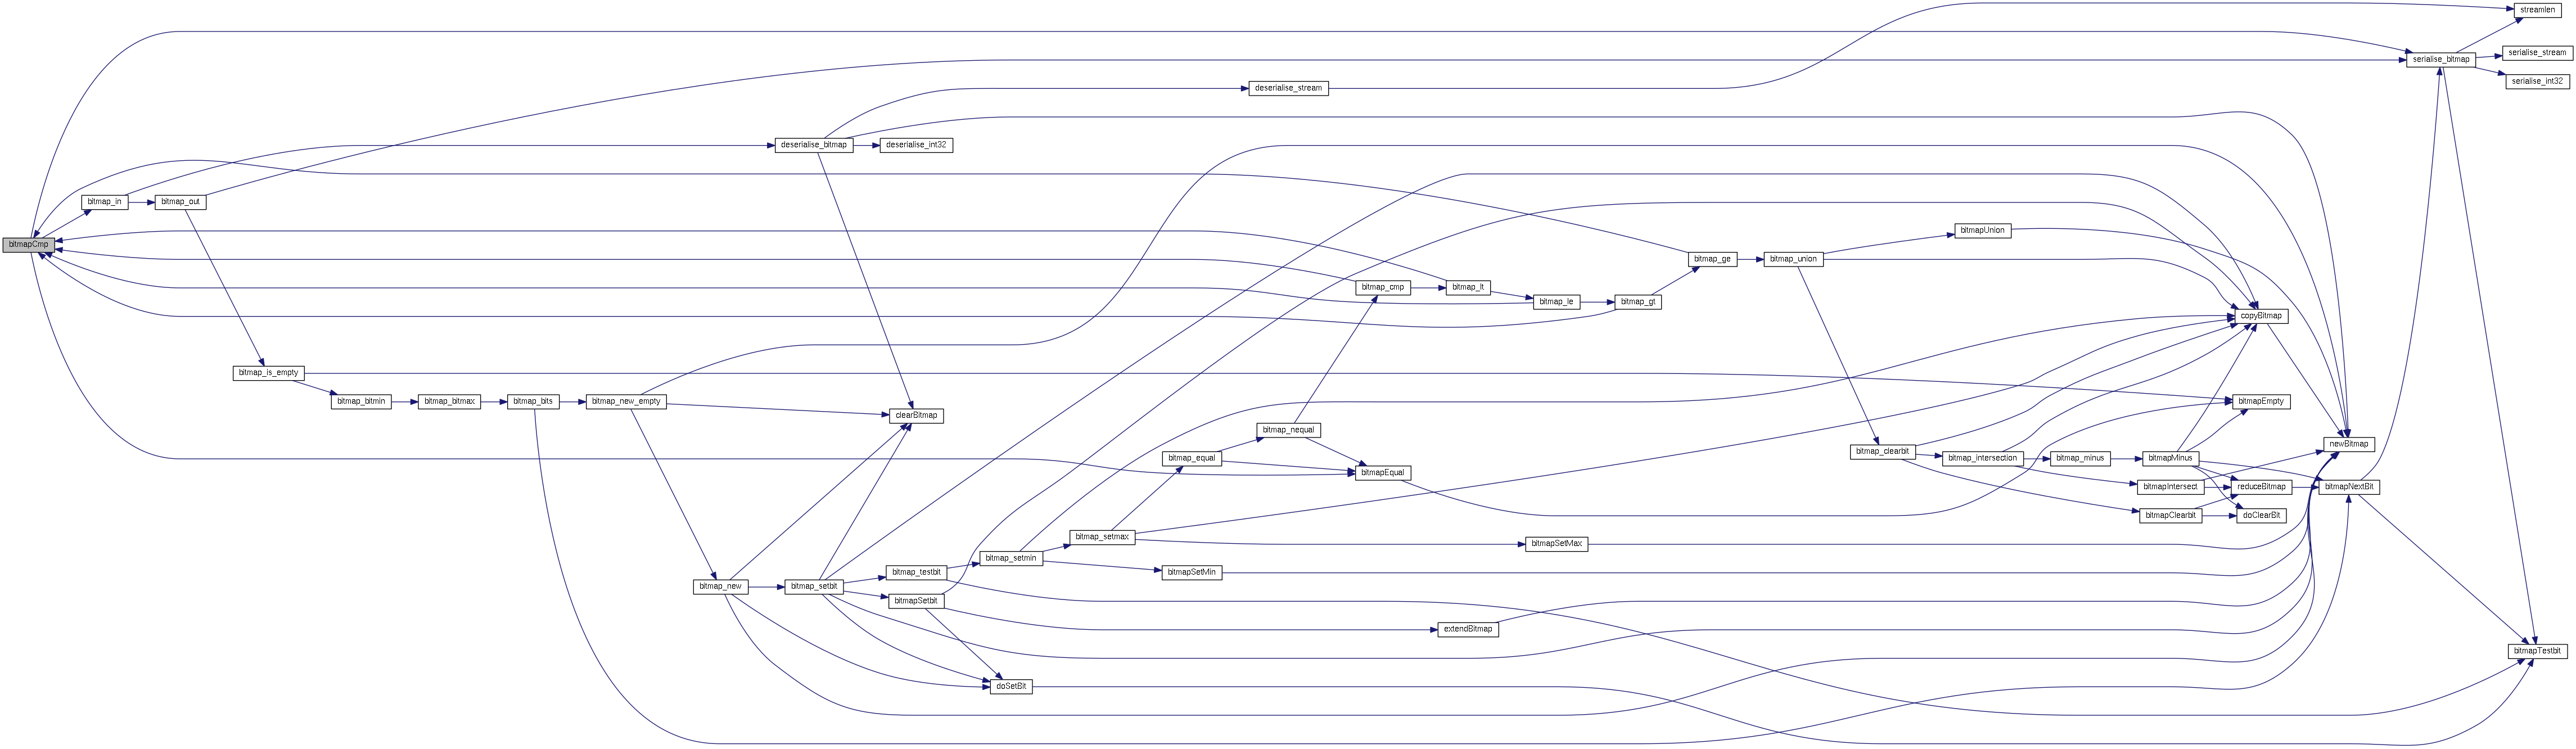 streamlen
serialise_stream
serialise_bitmap
serialise_int32
deserialise_stream
deserialise_bitmap
deserialise_int32
bitmap_in
bitmap_out
bitmapUnion
bitmapCmp
bitmap_ge
bitmap_union
bitmap_cmp
bitmap_lt
bitmap_le
bitmap_gt
copyBitmap
bitmap_is_empty
bitmap_bitmin
bitmap_bitmax
bitmap_bits
bitmap_new_empty
bitmapEmpty
clearBitmap
bitmap_nequal
newBitmap
bitmap_clearbit
bitmap_equal
bitmap_intersection
bitmap_minus
bitmapMinus
bitmapEqual
bitmapIntersect
reduceBitmap
bitmapNextBit
bitmapClearbit
doClearBit
bitmap_setmax
bitmapSetMax
bitmap_setmin
bitmap_testbit
bitmapSetMin
bitmap_new
bitmap_setbit
bitmapSetbit
extendBitmap
bitmapTestbit
doSetBit